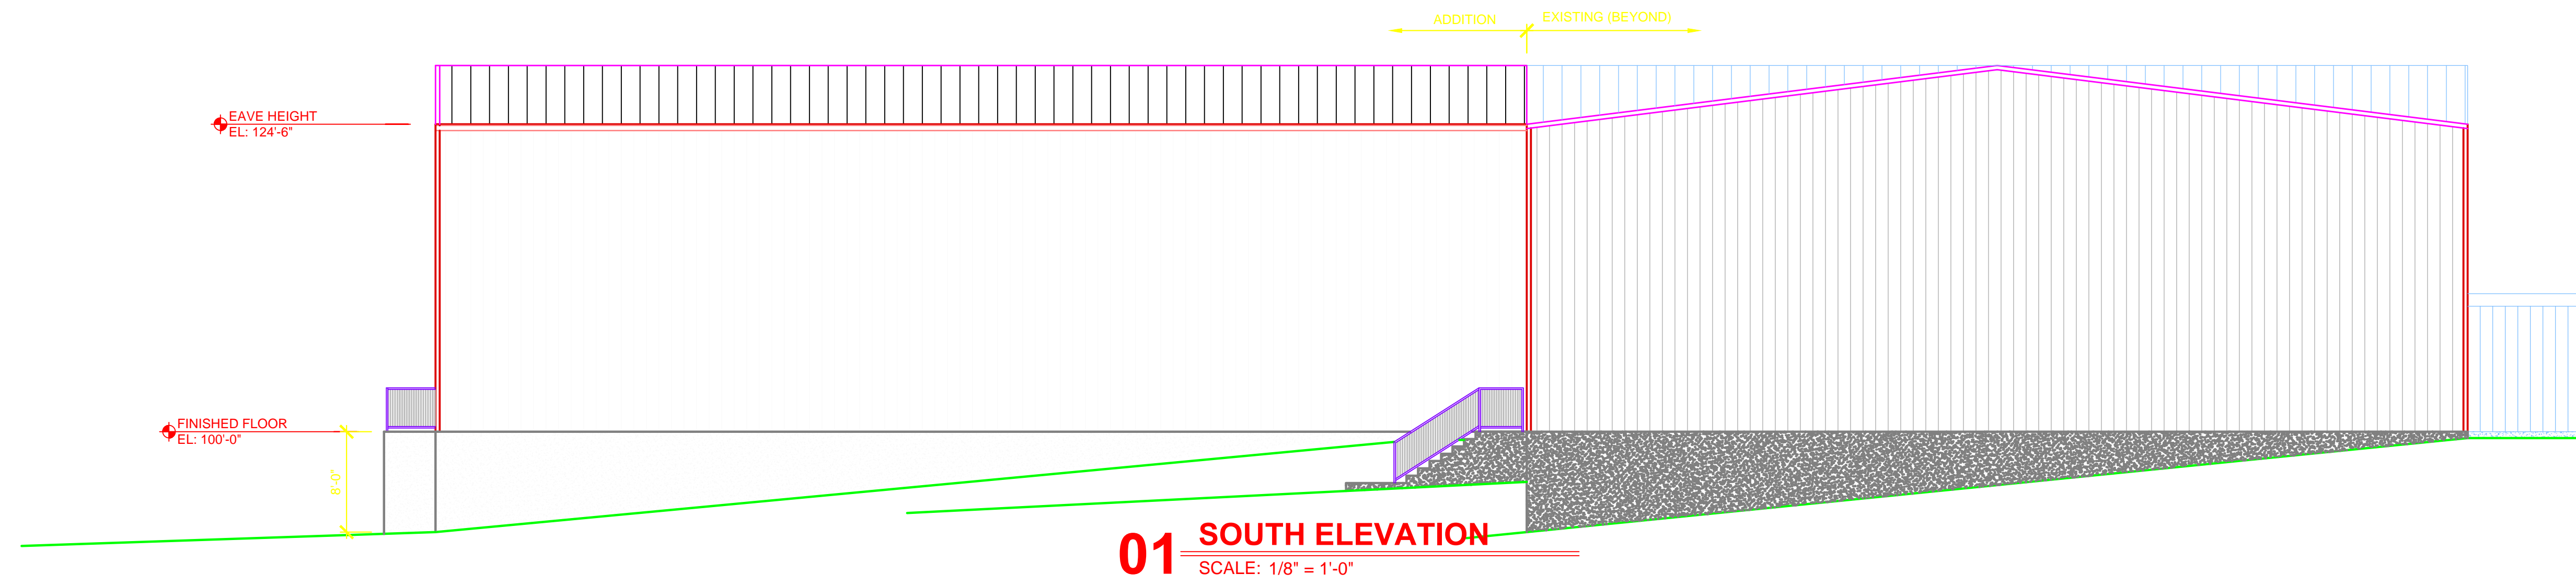 ADDITION
EXISTING (BEYOND)
EAVE HEIGHT
EL: 124'-6"
FINISHED FLOOR
EL: 100'-0"
8'-0"
01 SOUTH ELEVATION
SCALE: 1/8" = 1'-0"